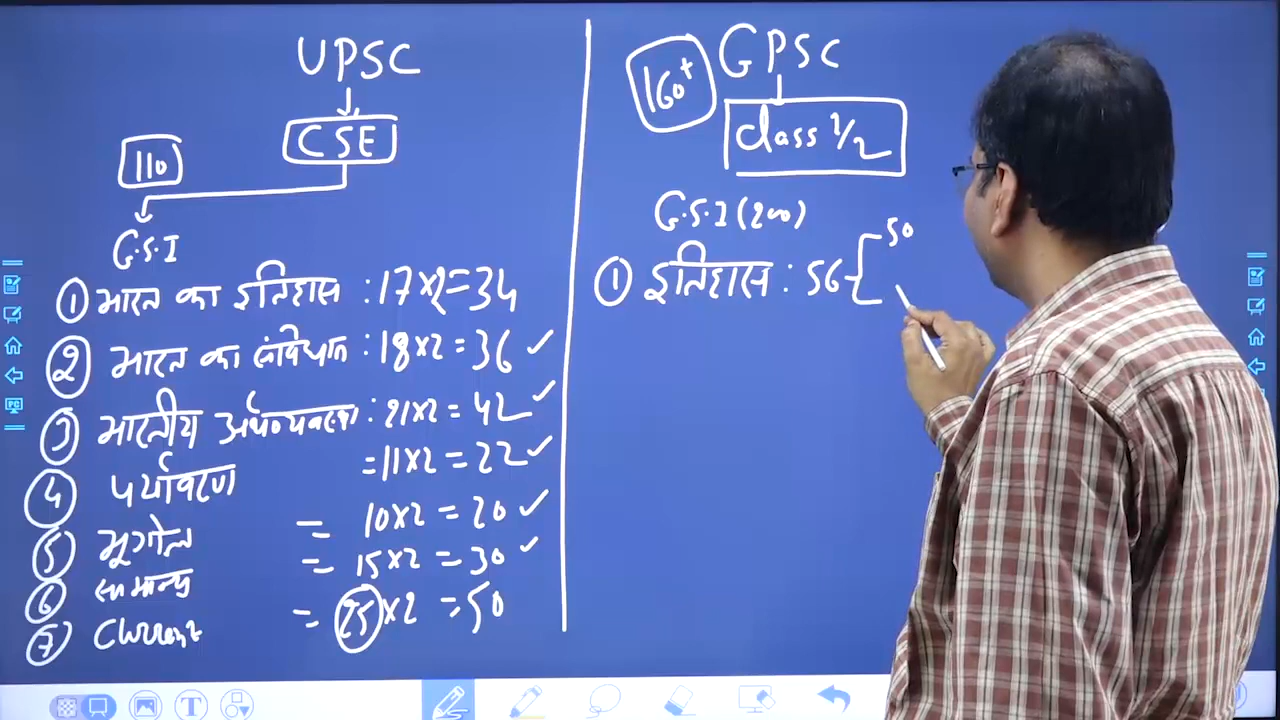 UPSC
CSE
110
G.S.I
① भारत का इतिहास : 17×2=34
② भारत का संविधान : 18×2=36 ✓
③ भारतीय अर्थव्यवस्था : 21×2=42 ✓
④ पर्यावरण =11×2=22 ✓
⑤ भूगोल = 10×2=20 ✓
⑥ सामान्य = 15×2=30 ✓
⑦ Current = 25×2=50
160+ GPSC
class 1/2
G.S.I (200)
① इतिहास : 56 { 50
PC
T